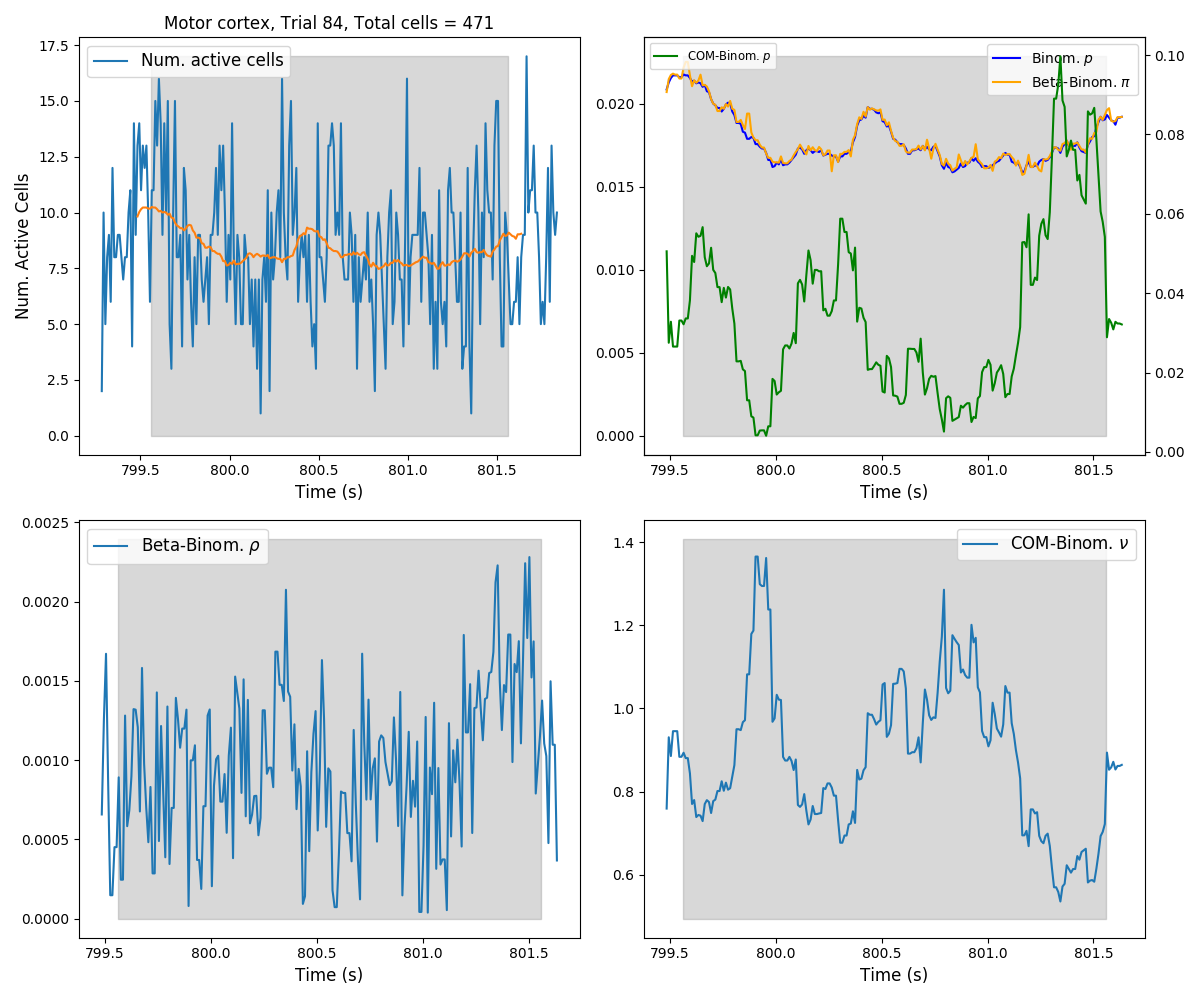 Motor cortex, Trial 84, Total cells = 471
Num. active cells
17.5
15.0
12.5
10.0
7.5
5.0
2.5
0.0
Num. Active Cells
799.5 800.0 800.5 801.0 801.5
Time (s)
COM-Binom. p
Binom. p
Beta-Binom. π
0.020
0.015
0.010
0.005
0.000
0.10
0.08
0.06
0.04
0.02
0.00
799.5 800.0 800.5 801.0 801.5
Time (s)
Beta-Binom. ρ
0.0025
0.0020
0.0015
0.0010
0.0005
0.0000
799.5 800.0 800.5 801.0 801.5
Time (s)
COM-Binom. ν
1.4
1.2
1.0
0.8
0.6
799.5 800.0 800.5 801.0 801.5
Time (s)